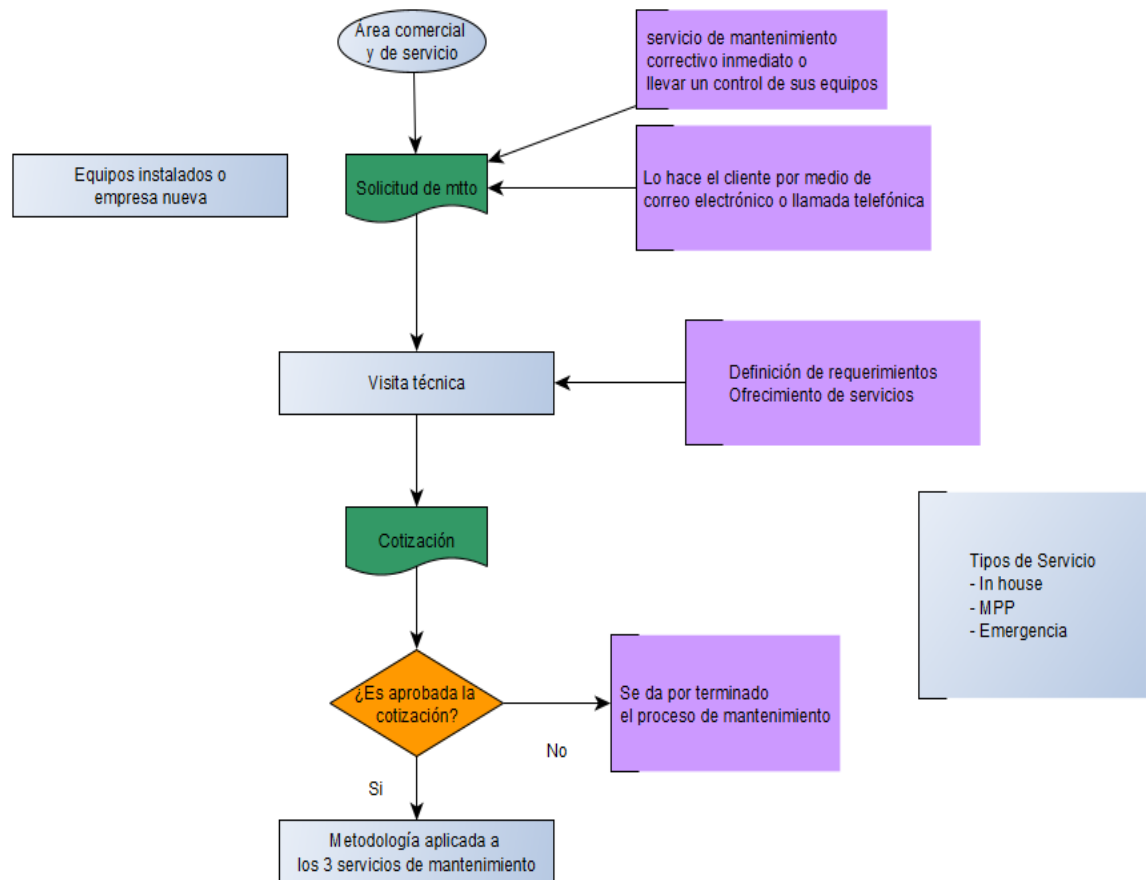 Área comercial
y de servicio
servicio de mantenimiento
correctivo inmediato o
llevar un control de sus equipos
Equipos instalados o
empresa nueva
Solicitud de mtto
Lo hace el cliente por medio de
correo electrónico o llamada telefónica
Visita técnica
Definición de requerimientos
Ofrecimiento de servicios
Cotización
Tipos de Servicio
- In house
- MPP
- Emergencia
¿Es aprobada la
cotización?
Se da por terminado
el proceso de mantenimiento
No
Si
Metodología aplicada a
los 3 servicios de mantenimiento